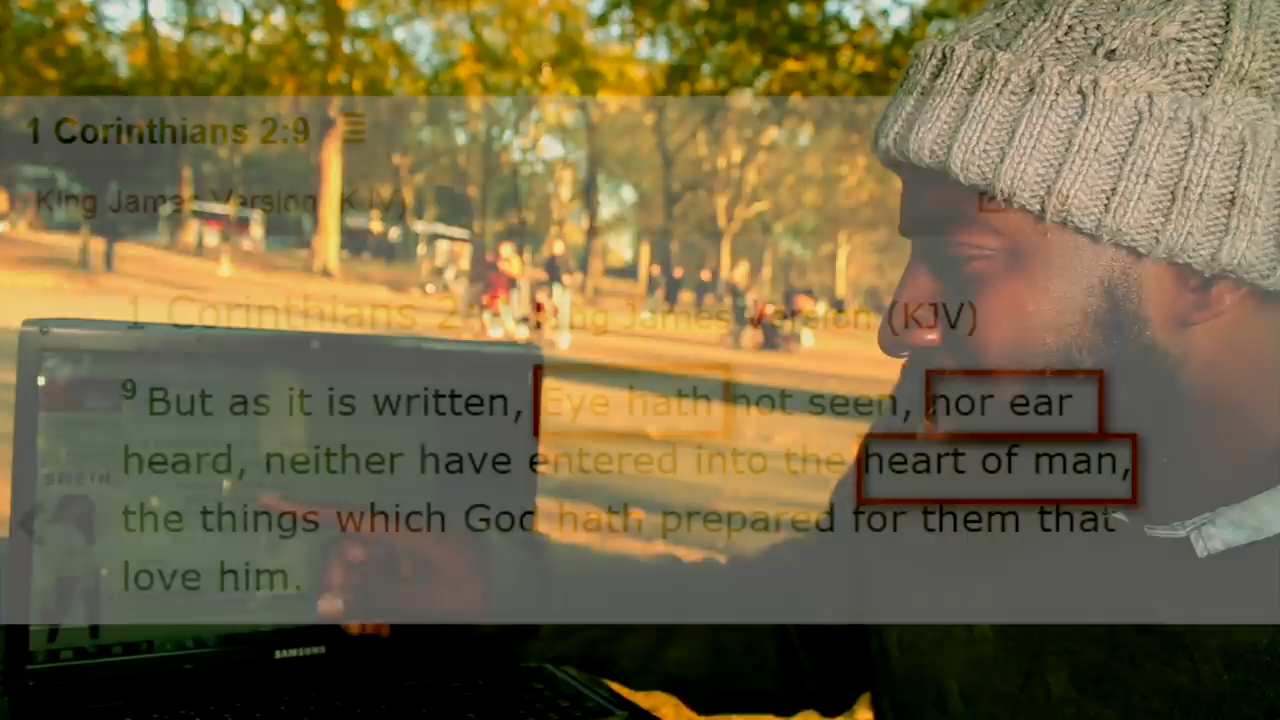 1 Corinthians 2:9
King James Version (KJV)
1 Corinthians 2 King James Version (KJV)
9 But as it is written, Eye hath not seen, nor ear
heard, neither have entered into the heart of man,
the things which God hath prepared for them that
love him.
SHEIN
SAMSUNG